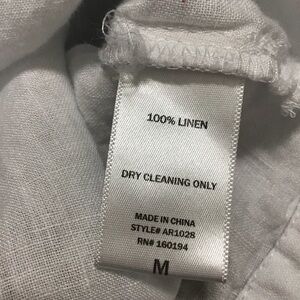 100% LINEN
DRY CLEANING ONLY
MADE IN CHINA
STYLE# AR1028
RN# 160194
M